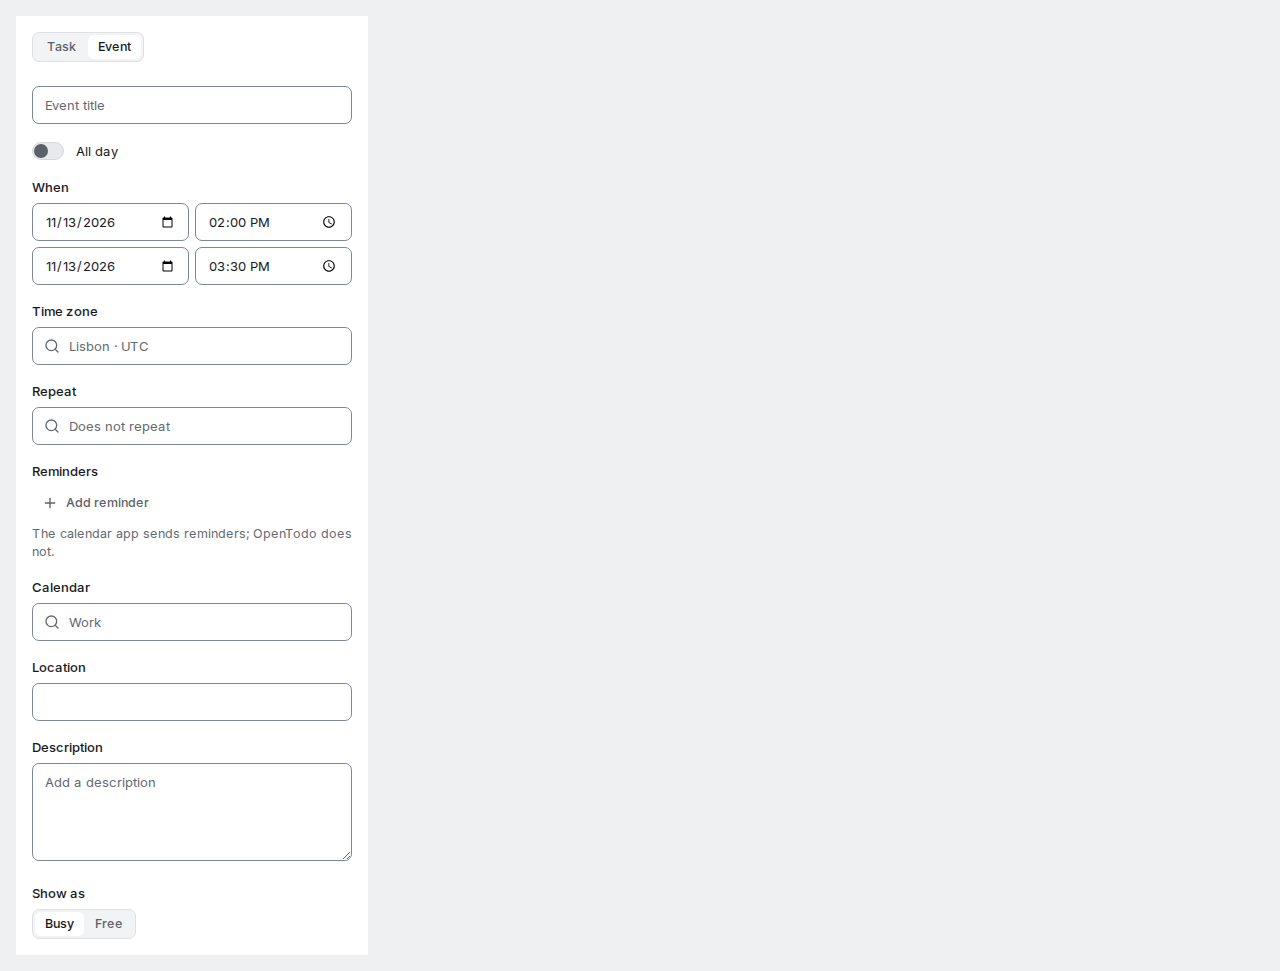 Task Event
Event title
All day
When
11/13/2026 02:00 PM
11/13/2026 03:30 PM
Time zone
Lisbon · UTC
Repeat
Does not repeat
Reminders
Add reminder
The calendar app sends reminders; OpenTodo does
not.
Calendar
Work
Location
Description
Add a description
Show as
Busy Free